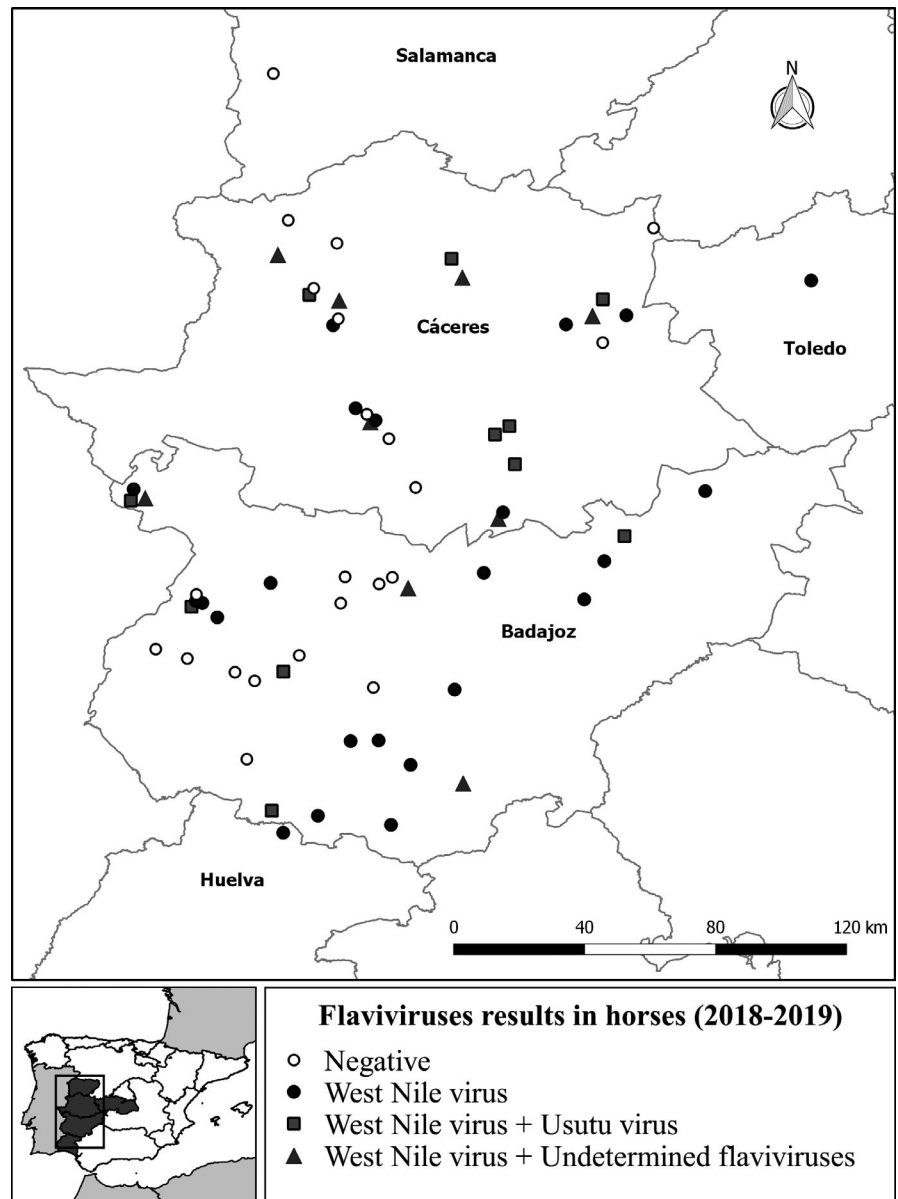 Salamanca
N
Cáceres
Toledo
Badajoz
Huelva
0 40 80 120 km
Flaviviruses results in horses (2018-2019)
Negative
West Nile virus
West Nile virus + Usutu virus
West Nile virus + Undetermined flaviviruses